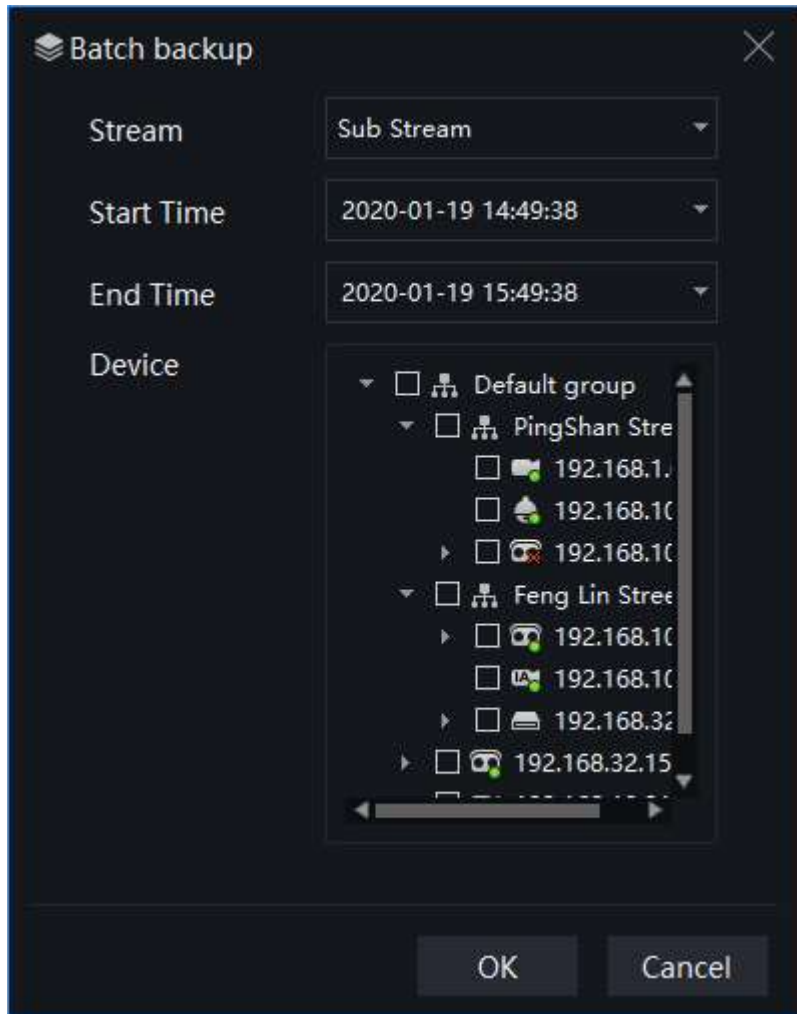 Batch backup
Stream
Sub Stream
Start Time
2020-01-19 14:49:38
End Time
2020-01-19 15:49:38
Device
Default group
PingShan Stre
192.168.1.
192.168.10
192.168.10
Feng Lin Stree
192.168.10
IA
192.168.10
192.168.32
192.168.32.15
OK
Cancel